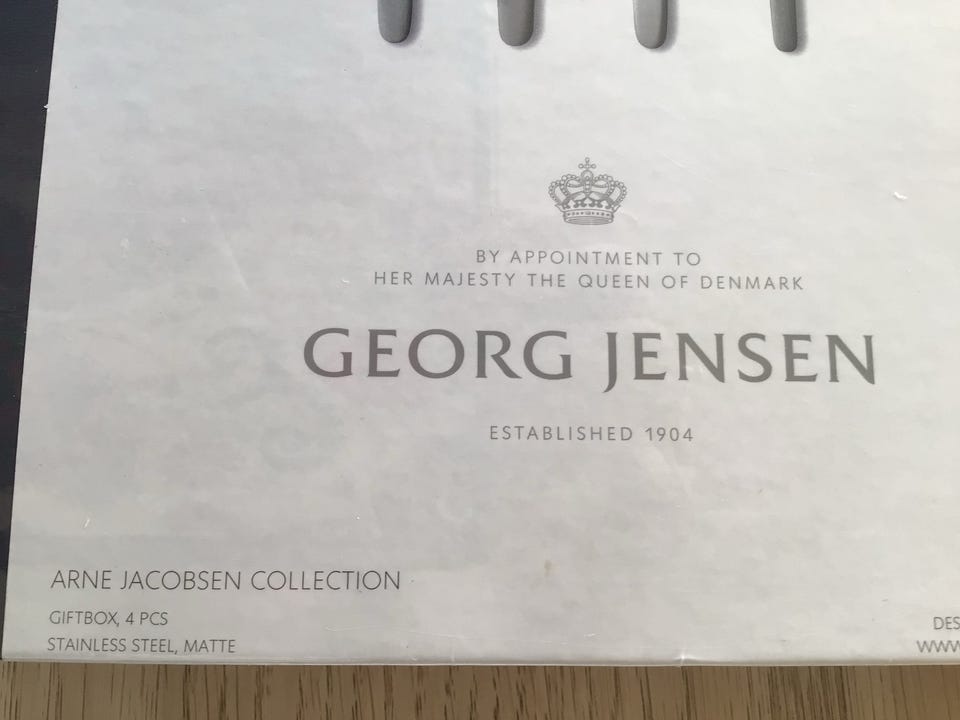 BY APPOINTMENT TO
HER MAJESTY THE QUEEN OF DENMARK
GEORG JENSEN
ESTABLISHED 1904
ARNE JACOBSEN COLLECTION
GIFTBOX, 4 PCS
STAINLESS STEEL, MATTE